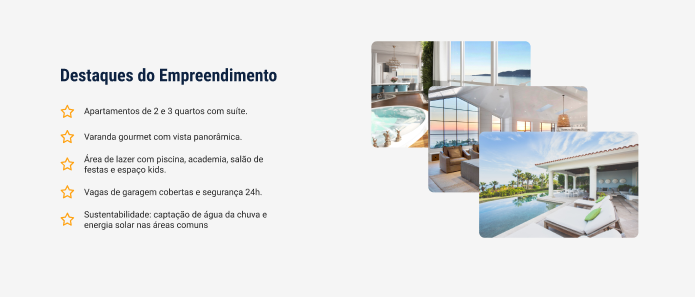 Destaques do Empreendimento
Apartamentos de 2 e 3 quartos com suíte.
Varanda gourmet com vista panorâmica.
Área de lazer com piscina, academia, salão de
festas e espaço kids.
Vagas de garagem cobertas e segurança 24h.
Sustentabilidade: captação de água da chuva e
energia solar nas áreas comuns